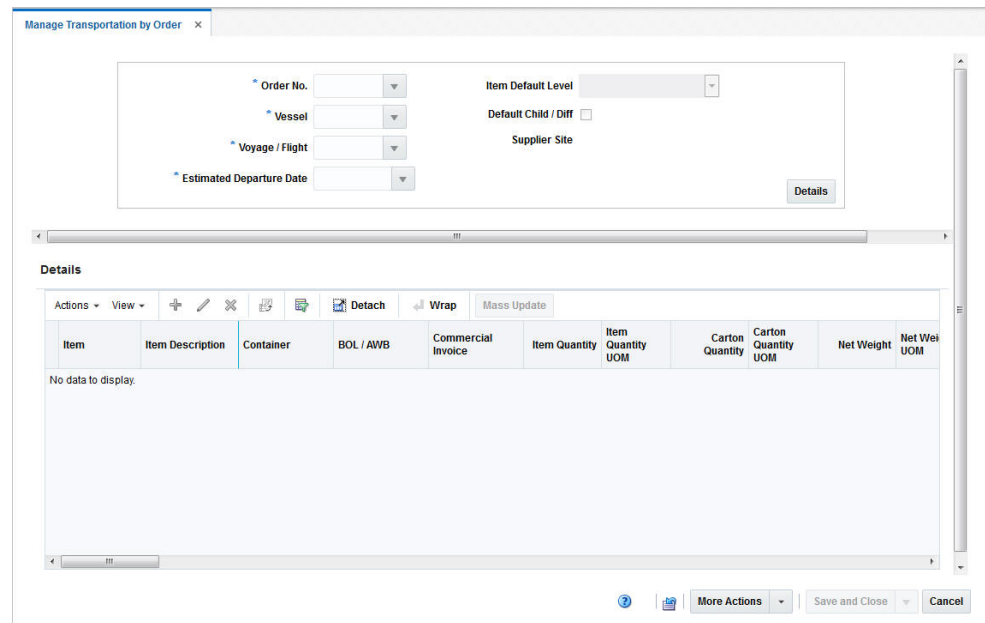 Manage Transportation by Order ×
* Order No.
Item Default Level
* Vessel
Default Child / Diff
* Voyage / Flight
Supplier Site
* Estimated Departure Date
Details
Details
Actions View Detach Wrap Mass Update
Item Item Description Container BOL / AWB Commercial Invoice Item Quantity Item Quantity UOM Carton Quantity Carton Quantity UOM Net Weight Net Wei UOM
No data to display.
More Actions Save and Close Cancel